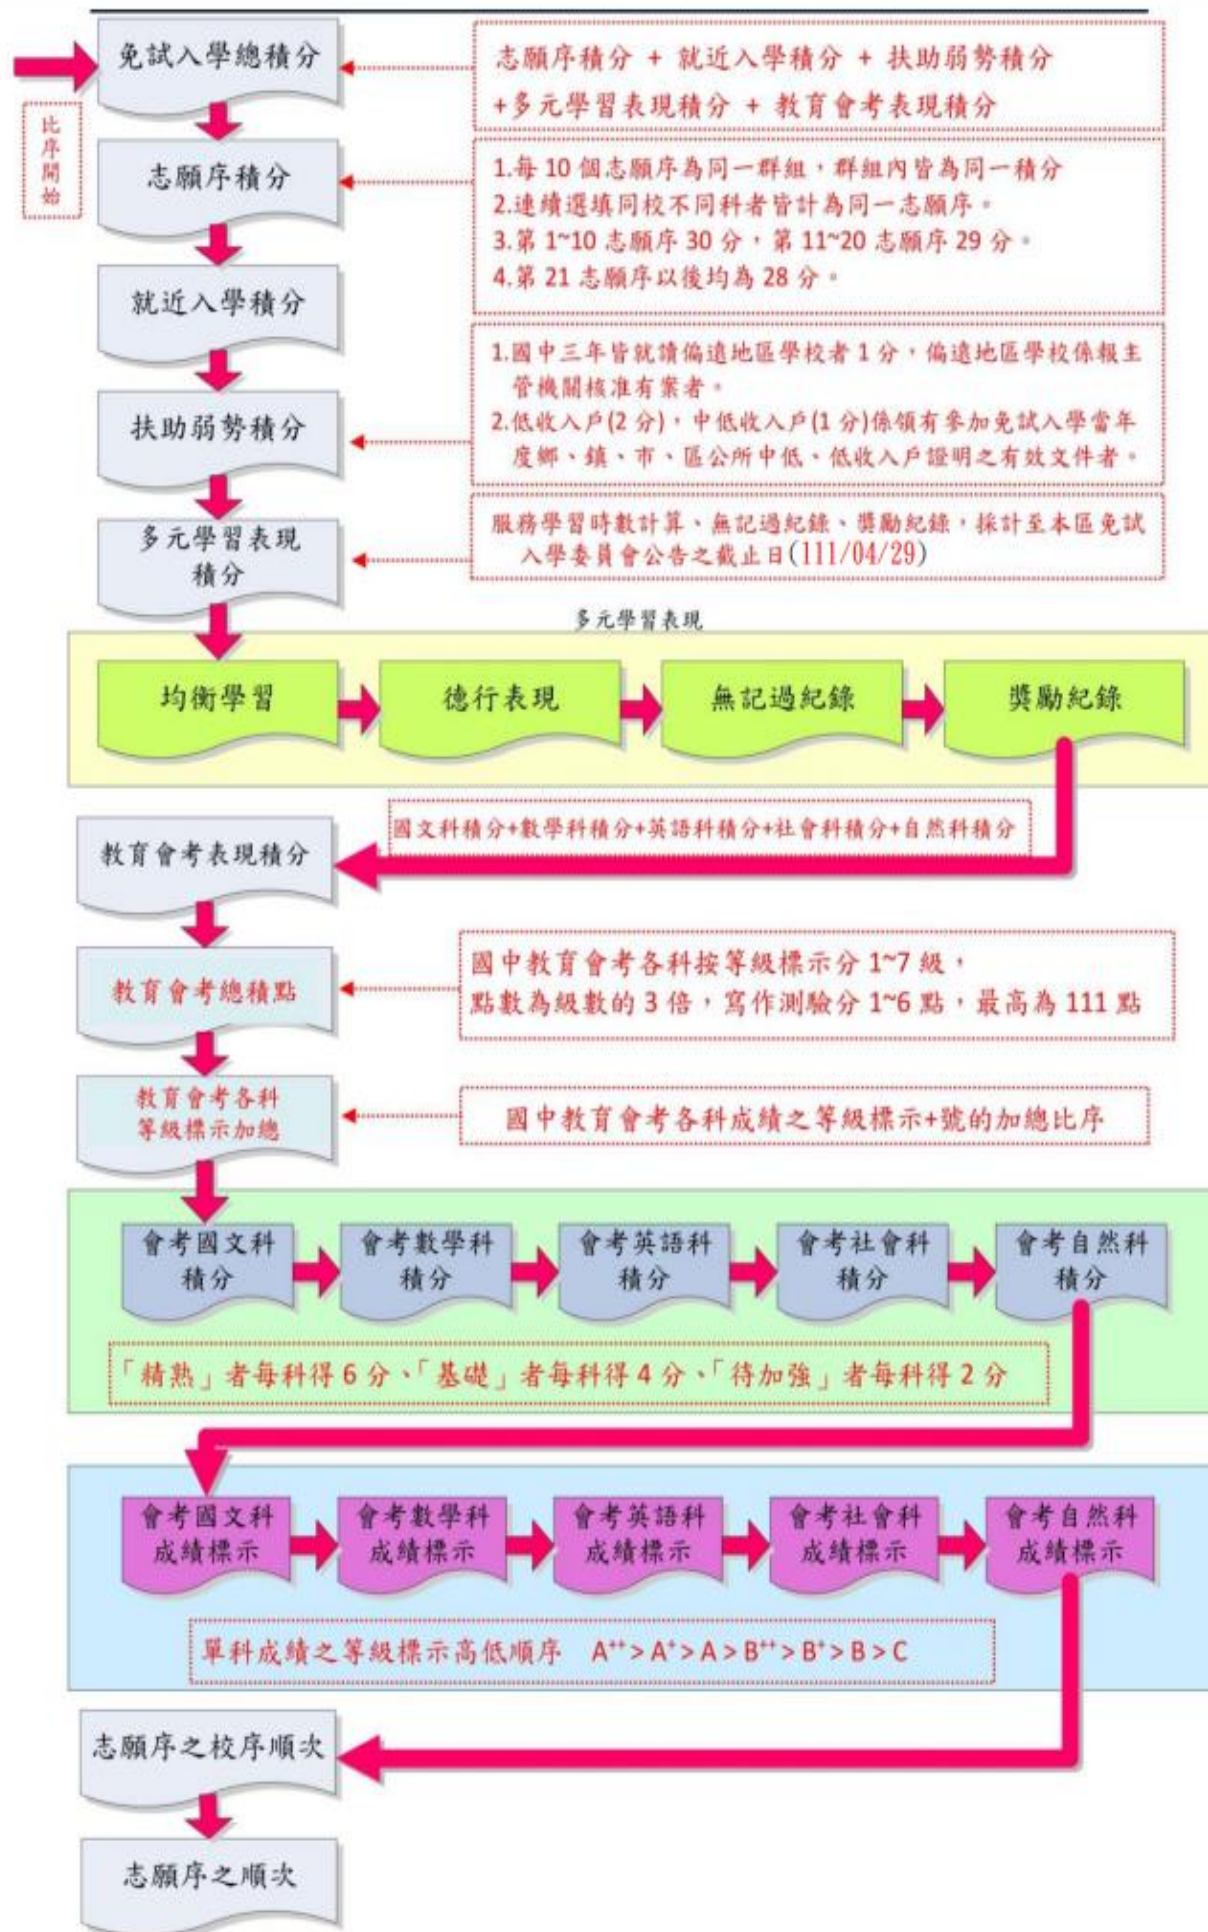 免試入學總積分
志願序積分 + 就近入學積分 + 扶助弱勢積分
+多元學習表現積分 + 教育會考表現積分
比序開始
志願序積分
1.每 10 個志願序為同一群組，群組內皆為同一積分
2.連續選填同校不同科者皆計為同一志願序。
3.第 1~10 志願序 30 分，第 11~20 志願序 29 分。
4.第 21 志願序以後均為 28 分。
就近入學積分
扶助弱勢積分
1.國中三年皆就讀偏遠地區學校者 1 分，偏遠地區學校係報主
管機關核准有案者。
2.低收入戶(2 分)，中低收入戶(1 分)係領有參加免試入學當年
度鄉、鎮、市、區公所中低、低收入戶證明之有效文件者。
多元學習表現
積分
服務學習時數計算、無記過紀錄、獎勵紀錄，採計至本區免試
入學委員會公告之截止日(111/04/29)
多元學習表現
均衡學習
德行表現
無記過紀錄
獎勵紀錄
國文科積分+數學科積分+英語科積分+社會科積分+自然科積分
教育會考表現積分
教育會考總積點
國中教育會考各科按等級標示分 1~7 級，
點數為級數的 3 倍，寫作測驗分 1~6 點，最高為 111 點
教育會考各科
等級標示加總
國中教育會考各科成績之等級標示+號的加總比序
會考國文科
積分
會考數學科
積分
會考英語科
積分
會考社會科
積分
會考自然科
積分
「精熟」者每科得 6 分、「基礎」者每科得 4 分、「待加強」者每科得 2 分
會考國文科
成績標示
會考數學科
成績標示
會考英語科
成績標示
會考社會科
成績標示
會考自然科
成績標示
單科成績之等級標示高低順序 A⁺⁺ > A⁺ > A > B⁺⁺ > B⁺ > B > C
志願序之校序順次
志願序之順次